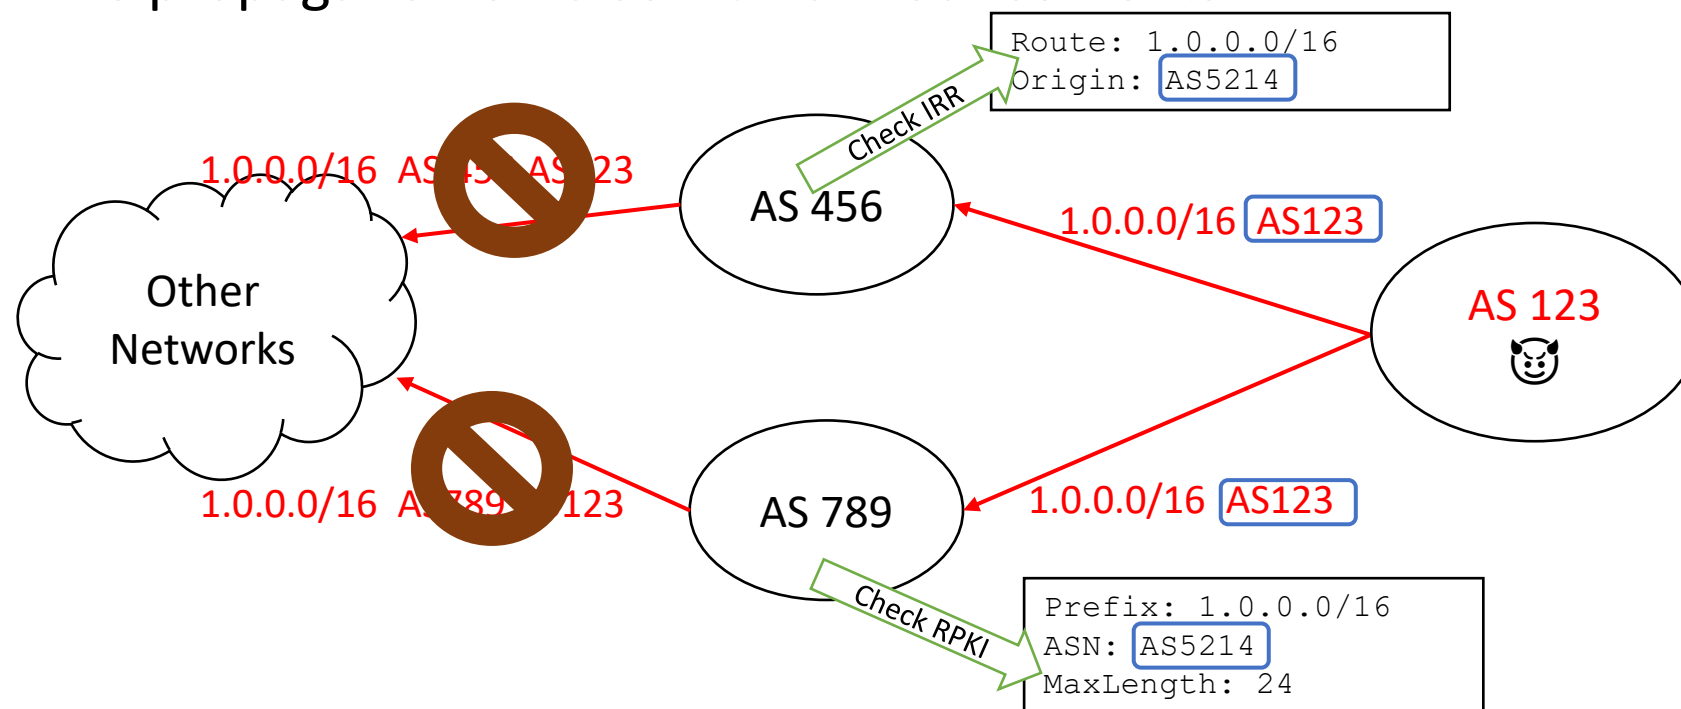 Route: 1.0.0.0/16
Origin: AS5214
Check IRR
1.0.0.0/16
AS 456
1.0.0.0/16 AS123
Other
Networks
AS 123
1.0.0.0/16
AS 789
1.0.0.0/16 AS123
Check RPKI
Prefix: 1.0.0.0/16
ASN: AS5214
MaxLength: 24